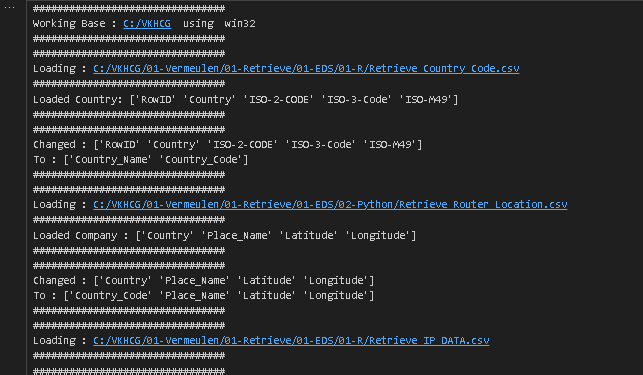 ...
################################
Working Base : C:/VKHCG using win32
################################
################################
Loading : C:/VKHCG/01-Vermeulen/01-Retrieve/01-EDS/01-R/Retrieve_Country_Code.csv
################################
Loaded Country: ['RowID' 'Country' 'ISO-2-CODE' 'ISO-3-Code' 'ISO-M49']
################################
################################
Changed : ['RowID' 'Country' 'ISO-2-CODE' 'ISO-3-Code' 'ISO-M49']
To : ['Country_Name' 'Country_Code']
################################
################################
Loading : C:/VKHCG/01-Vermeulen/01-Retrieve/01-EDS/02-Python/Retrieve_Router_Location.csv
################################
Loaded Company : ['Country' 'Place_Name' 'Latitude' 'Longitude']
################################
################################
Changed : ['Country' 'Place_Name' 'Latitude' 'Longitude']
To : ['Country_Code' 'Place_Name' 'Latitude' 'Longitude']
################################
################################
Loading : C:/VKHCG/01-Vermeulen/01-Retrieve/01-EDS/01-R/Retrieve_IP_DATA.csv
################################
################################